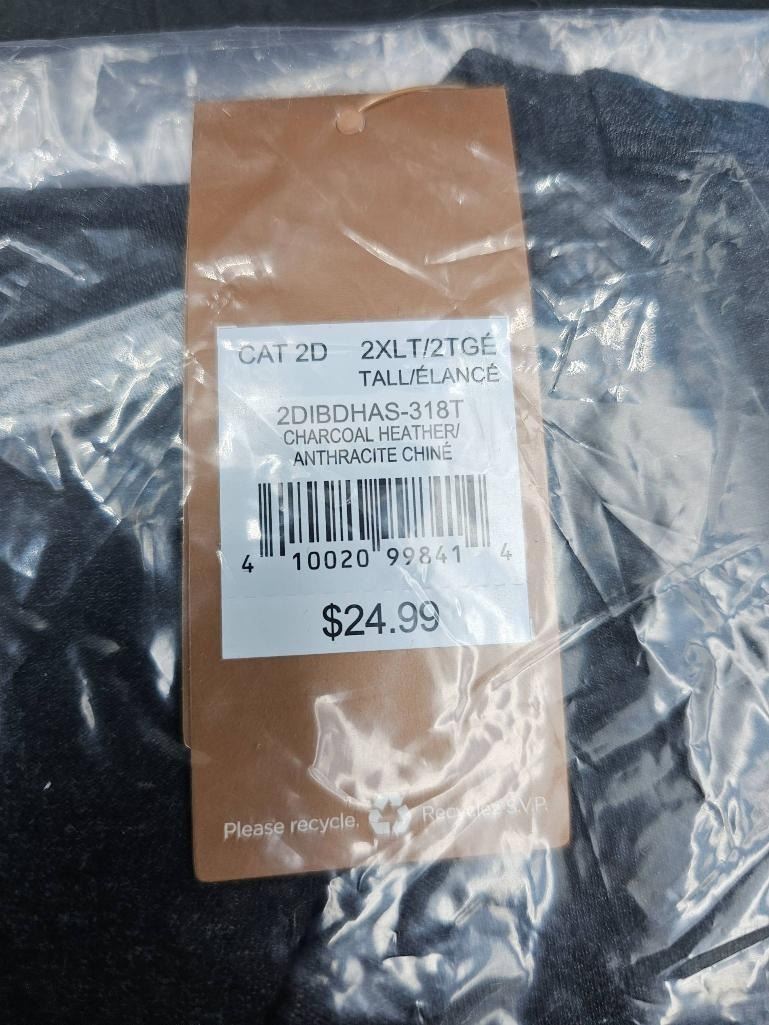 CAT 2D 2XLT/2TGÉ
TALL/ÉLANCÉ
2DIBDHAS-318T
CHARCOAL HEATHER/
ANTHRACITE CHINÉ
4 10020 99841 4
$24.99
Please recycle. Recyclez S.V.P.